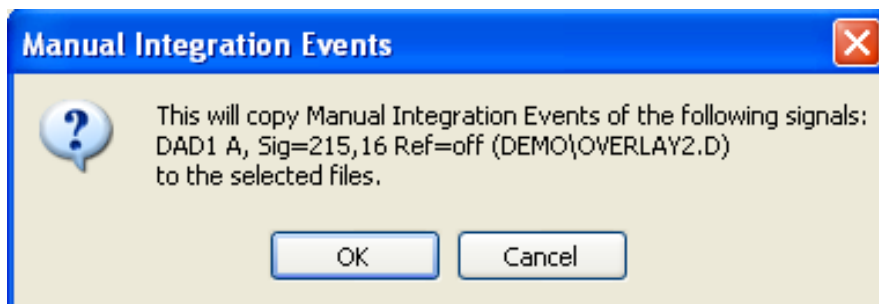 Manual Integration Events
This will copy Manual Integration Events of the following signals:
DAD1 A, Sig=215,16 Ref=off (DEMO\OVERLAY2.D)
to the selected files.
OK
Cancel